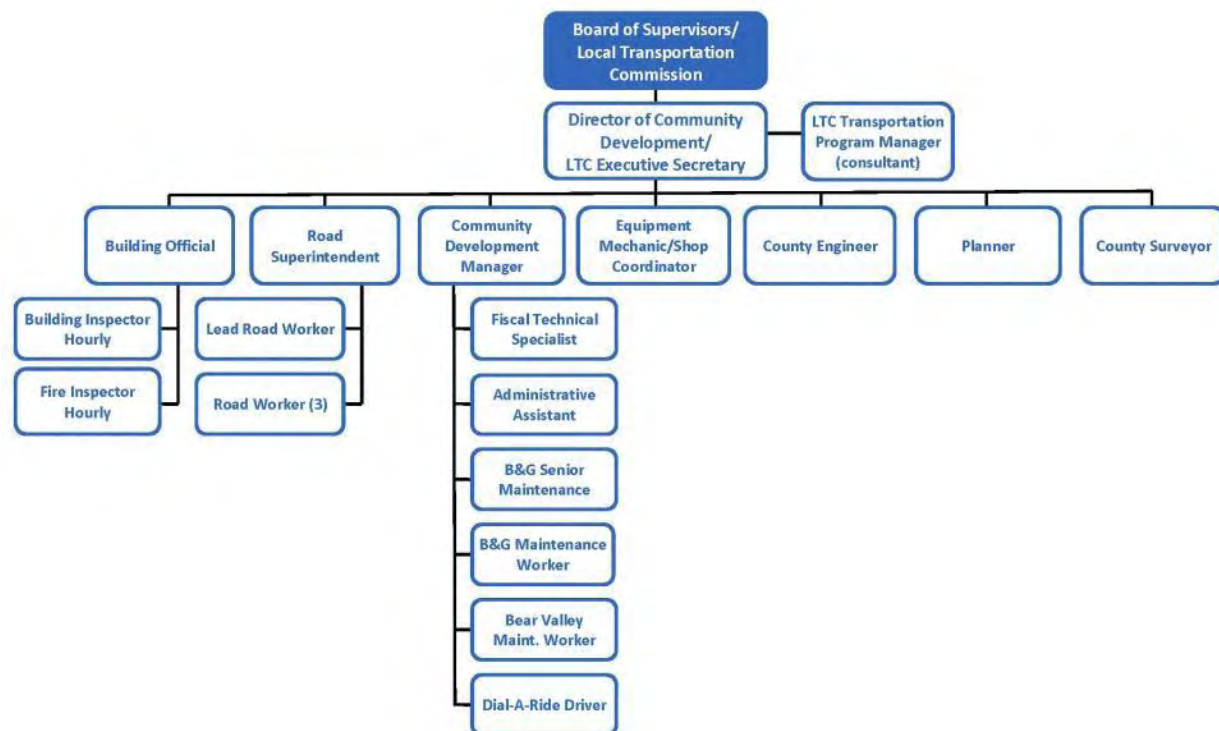 Board of Supervisors/
Local Transportation
Commission
Director of Community
Development/
LTC Executive Secretary
LTC Transportation
Program Manager
(consultant)
Building Official
Road
Superintendent
Community
Development
Manager
Equipment
Mechanic/Shop
Coordinator
County Engineer
Planner
County Surveyor
Building Inspector
Hourly
Fire Inspector
Hourly
Lead Road Worker
Road Worker (3)
Fiscal Technical
Specialist
Administrative
Assistant
B&G Senior
Maintenance
B&G Maintenance
Worker
Bear Valley
Maint. Worker
Dial-A-Ride Driver